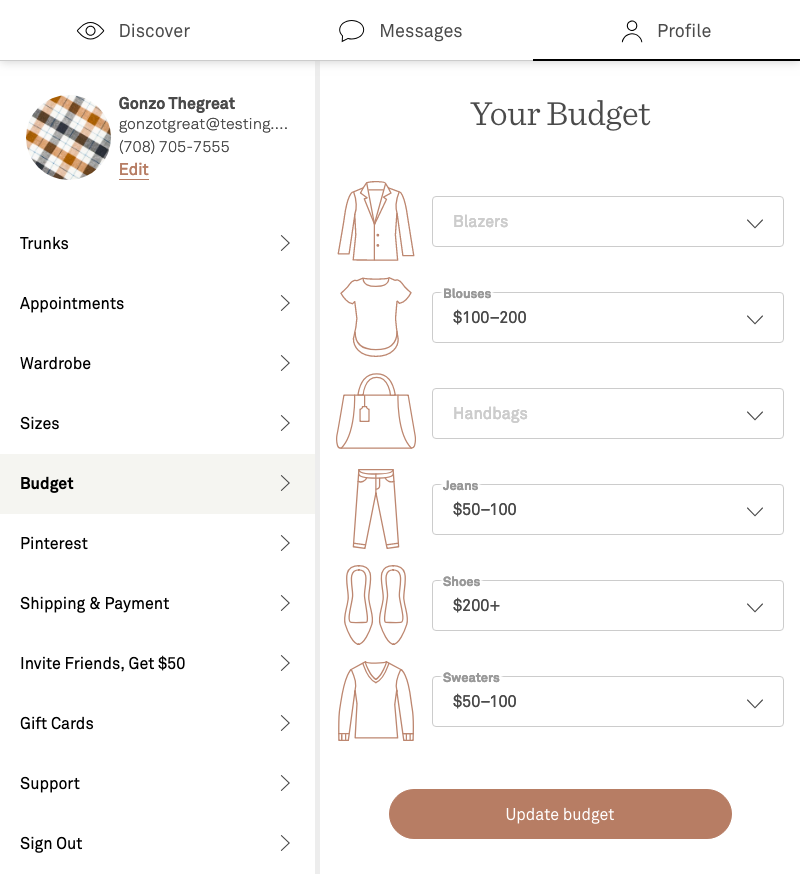 Discover
Messages
Profile
Gonzo Thegreat
gonzotgreat@testing....
(708) 705-7555
Edit
Trunks
Appointments
Wardrobe
Sizes
Budget
Pinterest
Shipping & Payment
Invite Friends, Get $50
Gift Cards
Support
Sign Out
Your Budget
Blazers
Blouses
$100–200
Handbags
Jeans
$50–100
Shoes
$200+
Sweaters
$50–100
Update budget